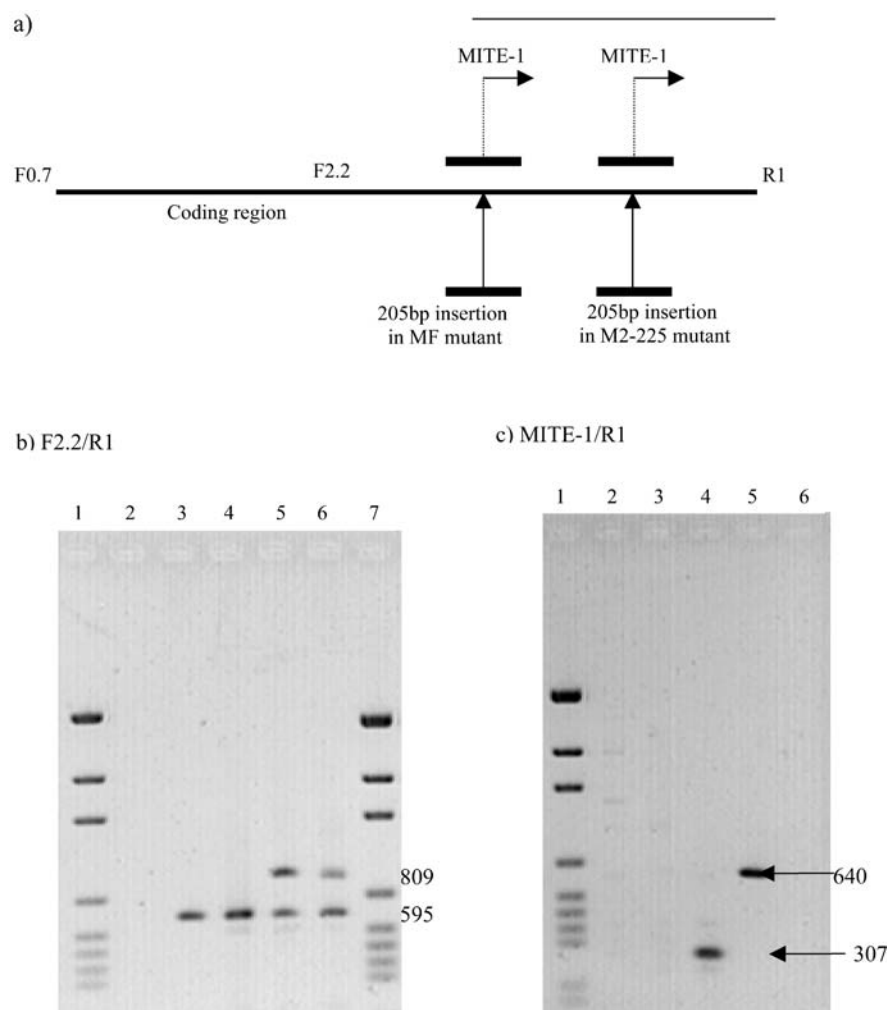 a)
MITE-1 MITE-1
F0.7 F2.2 R1
Coding region
205bp insertion
in MF mutant
205bp insertion
in M2-225 mutant
b) F2.2/R1
1 2 3 4 5 6 7
809
595
c) MITE-1/R1
1 2 3 4 5 6
640
307